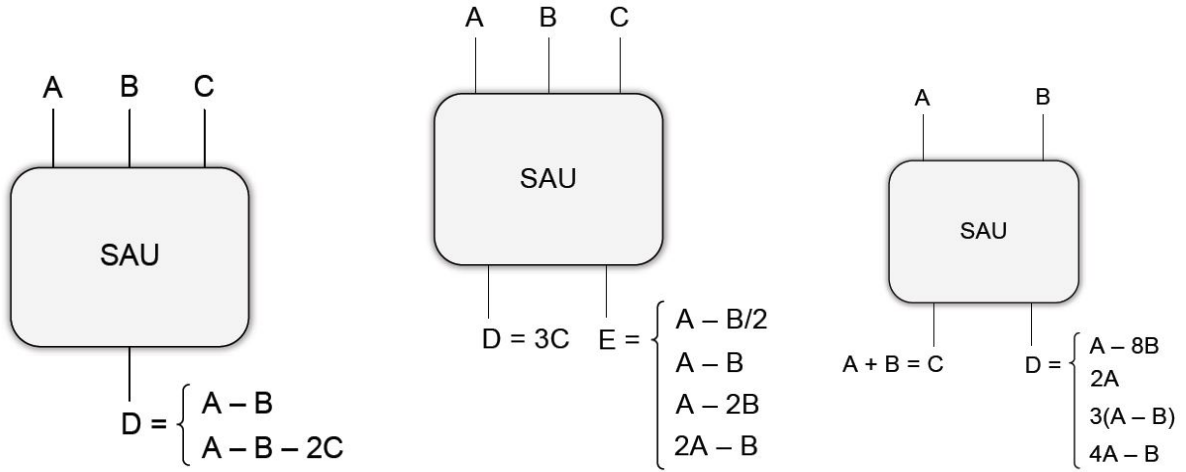 A B C
SAU
D = { A – B
A – B – 2C
A B C
SAU
D = 3C E = { A – B/2
A – B
A – 2B
2A – B
A B
SAU
A + B = C D = { A – 8B
2A
3(A – B)
4A – B